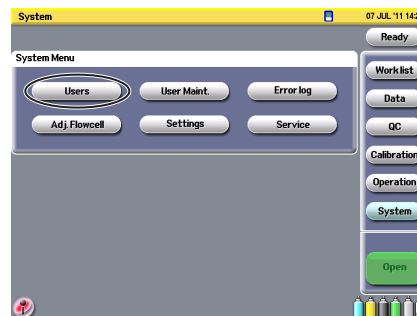 System
07 JUL '11 14:
Ready
System Menu
Users
User Maint.
Error log
Adj. Flowcell
Settings
Service
Work list
Data
QC
Calibration
Operation
System
Open